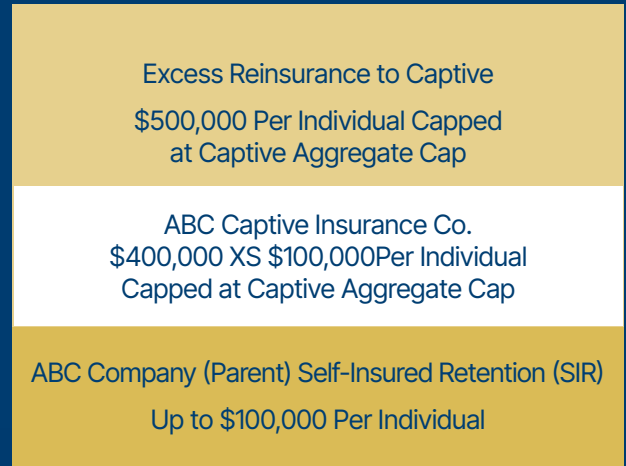 Excess Reinsurance to Captive
$500,000 Per Individual Capped
at Captive Aggregate Cap
ABC Captive Insurance Co.
$400,000 XS $100,000Per Individual
Capped at Captive Aggregate Cap
ABC Company (Parent) Self-Insured Retention (SIR)
Up to $100,000 Per Individual